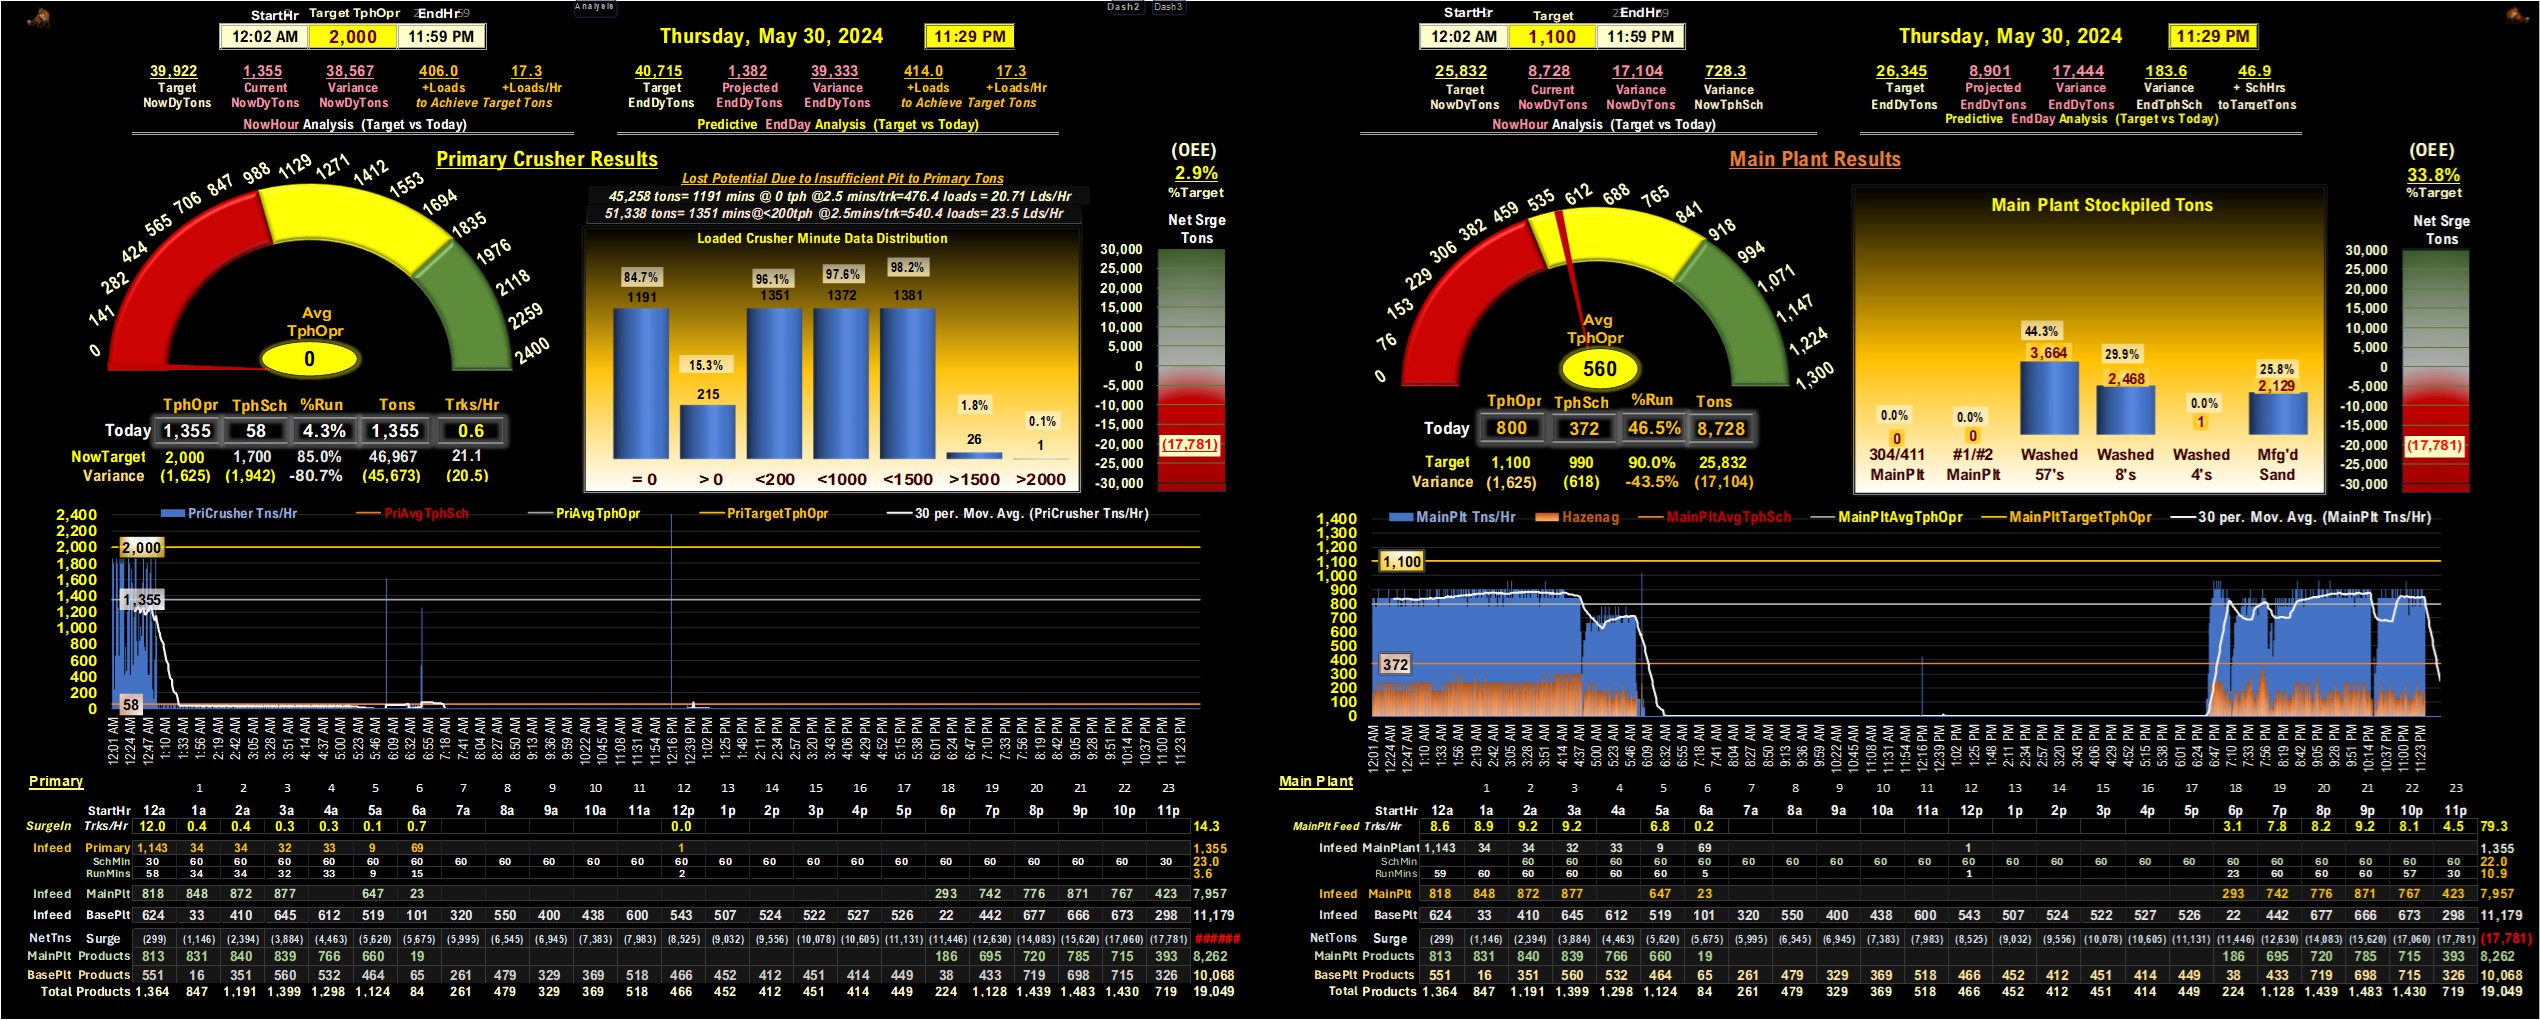 Analysis
Dash2 Dash3
StartHr Target TphOpr EndHr
12:02 AM 2,000 11:59 PM
Thursday, May 30, 2024 11:29 PM
39,922 1,355 38,567 406.0 17.3
Target Current Variance +Loads +Loads/Hr
NowDyTons NowDyTons NowDyTons to Achieve Target Tons
NowHour Analysis (Target vs Today)
40,715 1,382 39,333 414.0 17.3
Target Projected Variance +Loads +Loads/Hr
EndDyTons EndDyTons EndDyTons to Achieve Target Tons
Predictive EndDay Analysis (Target vs Today)
Primary Crusher Results
0 141 282 424 565 706 847 988 1129 1271 1412 1553 1694 1835 1976 2118 2259 2400
Avg
TphOpr
0
TphOpr TphSch %Run Tons Trks/Hr
Today 1,355 58 4.3% 1,355 0.6
NowTarget 2,000 1,700 85.0% 46,967 21.1
Variance (1,625) (1,942) -80.7% (45,673) (20.5)
Lost Potential Due to Insufficient Pit to Primary Tons
45,258 tons= 1191 mins @ 0 tph @2.5 mins/trk=476.4 loads = 20.71 Lds/Hr
51,338 tons= 1351 mins@<200tph @2.5mins/trk=540.4 loads= 23.5 Lds/Hr
Loaded Crusher Minute Data Distribution
84.7% 15.3% 96.1% 97.6% 98.2% 1.8% 0.1%
1191 215 1351 1372 1381 26 1
= 0 > 0 <200 <1000 <1500 >1500 >2000
(OEE)
2.9%
%Target
Net Srge
Tons
30,000
25,000
20,000
15,000
10,000
5,000
0
-5,000
-10,000
-15,000
-20,000
-25,000
-30,000
(17,781)
PriCrusher Tns/Hr PriAvgTphSch PriAvgTphOpr PriTargetTphOpr 30 per. Mov. Avg. (PriCrusher Tns/Hr)
2,400
2,200
2,000
1,800
1,600
1,400
1,200
1,000
800
600
400
200
0
2,000
1,355
58
12:01 AM 12:24 AM 12:47 AM 1:10 AM 1:33 AM 1:56 AM 2:19 AM 2:42 AM 3:05 AM 3:28 AM 3:51 AM 4:14 AM 4:37 AM 5:00 AM 5:23 AM 5:46 AM 6:09 AM 6:32 AM 6:55 AM 7:18 AM 7:41 AM 8:04 AM 8:27 AM 8:50 AM 9:13 AM 9:36 AM 9:59 AM 10:22 AM 10:45 AM 11:08 AM 11:31 AM 11:54 AM 12:16 PM 12:39 PM 1:02 PM 1:25 PM 1:48 PM 2:11 PM 2:34 PM 2:57 PM 3:20 PM 3:43 PM 4:06 PM 4:29 PM 4:52 PM 5:15 PM 5:38 PM 6:01 PM 6:24 PM 6:47 PM 7:10 PM 7:33 PM 7:56 PM 8:19 PM 8:42 PM 9:05 PM 9:28 PM 9:51 PM 10:14 PM 10:37 PM 11:00 PM 11:23 PM
Primary
1 2 3 4 5 6 7 8 9 10 11 12 13 14 15 16 17 18 19 20 21 22 23
StartHr 12a 1a 2a 3a 4a 5a 6a 7a 8a 9a 10a 11a 12p 1p 2p 3p 4p 5p 6p 7p 8p 9p 10p 11p
SurgeIn Trks/Hr 12.0 0.4 0.4 0.3 0.3 0.1 0.7 0.0 14.3
Infeed Primary 1,143 34 34 32 33 9 69 1 1,355
SchMin 30 60 60 60 60 60 60 60 60 60 60 60 60 60 60 60 60 60 60 60 60 60 60 30 23.0
RunMins 58 34 34 32 33 9 15 2 3.6
Infeed MainPlt 818 848 872 877 647 23 293 742 776 871 767 423 7,957
Infeed BasePlt 624 33 410 645 612 519 101 320 550 400 438 600 543 507 524 522 527 526 22 442 677 666 673 298 11,179
NetTns Surge (299) (1,146) (2,394) (3,884) (4,463) (5,620) (5,675) (5,995) (6,545) (6,945) (7,383) (7,983) (8,525) (9,032) (9,556) (10,078) (10,605) (11,131) (11,446) (12,630) (14,083) (15,620) (17,060) (17,781) ######
MainPlt Products 813 831 840 839 766 660 19 186 695 720 785 715 393 8,262
BasePlt Products 551 16 351 560 532 464 65 261 479 329 369 518 466 452 412 451 414 449 38 433 719 698 715 326 10,068
Total Products 1,364 847 1,191 1,399 1,298 1,124 84 261 479 329 369 518 466 452 412 451 414 449 224 1,128 1,439 1,483 1,430 719 19,049
StartHr Target EndHr
12:02 AM 1,100 11:59 PM
Thursday, May 30, 2024 11:29 PM
25,832 8,728 17,104 728.3
Target Current Variance Variance
NowDyTons NowDyTons NowDyTons NowTphSch
NowHour Analysis (Target vs Today)
26,345 8,901 17,444 183.6 46.9
Target Projected Variance Variance + SchHrs
EndDyTons EndDyTons EndDyTons EndTphSch toTargetTons
Predictive EndDay Analysis (Target vs Today)
Main Plant Results
0 76 153 229 306 382 459 535 612 688 765 841 918 994 1,071 1,147 1,224 1,300
Avg
TphOpr
560
TphOpr TphSch %Run Tons
Today 800 372 46.5% 8,728
Target 1,100 990 90.0% 25,832
Variance (1,625) (618) -43.5% (17,104)
Main Plant Stockpiled Tons
0.0% 0.0% 44.3% 29.9% 0.0% 25.8%
0 0 3,664 2,468 1 2,129
304/411 #1/#2 Washed Washed Washed Mfg'd
MainPlt MainPlt 57's 8's 4's Sand
(OEE)
33.8%
%Target
Net Srge
Tons
30,000
25,000
20,000
15,000
10,000
5,000
0
-5,000
-10,000
-15,000
-20,000
-25,000
-30,000
(17,781)
MainPlt Tns/Hr Hazenag MainPltAvgTphSch MainPltAvgTphOpr MainPltTargetTphOpr 30 per. Mov. Avg. (MainPlt Tns/Hr)
1,400
1,300
1,200
1,100
1,000
900
800
700
600
500
400
300
200
100
0
1,100
372
12:01 AM 12:24 AM 12:47 AM 1:10 AM 1:33 AM 1:56 AM 2:19 AM 2:42 AM 3:05 AM 3:28 AM 3:51 AM 4:14 AM 4:37 AM 5:00 AM 5:23 AM 5:46 AM 6:09 AM 6:32 AM 6:55 AM 7:18 AM 7:41 AM 8:04 AM 8:27 AM 8:50 AM 9:13 AM 9:36 AM 9:59 AM 10:22 AM 10:45 AM 11:08 AM 11:31 AM 11:54 AM 12:16 PM 12:39 PM 1:02 PM 1:25 PM 1:48 PM 2:11 PM 2:34 PM 2:57 PM 3:20 PM 3:43 PM 4:06 PM 4:29 PM 4:52 PM 5:15 PM 5:38 PM 6:01 PM 6:24 PM 6:47 PM 7:10 PM 7:33 PM 7:56 PM 8:19 PM 8:42 PM 9:05 PM 9:28 PM 9:51 PM 10:14 PM 10:37 PM 11:00 PM 11:23 PM
Main Plant
1 2 3 4 5 6 7 8 9 10 11 12 13 14 15 16 17 18 19 20 21 22 23
StartHr 12a 1a 2a 3a 4a 5a 6a 7a 8a 9a 10a 11a 12p 1p 2p 3p 4p 5p 6p 7p 8p 9p 10p 11p
MainPlt Feed Trks/Hr 8.6 8.9 9.2 9.2 6.8 0.2 3.1 7.8 8.2 9.2 8.1 4.5 79.3
Infeed MainPlant 1,143 34 34 32 33 9 69 1 1,355
SchMin 60 60 60 60 60 60 60 60 60 60 60 60 60 60 60 60 60 60 60 60 60 60 22.0
RunMins 59 60 60 60 60 60 5 1 23 60 60 60 57 30 10.9
Infeed MainPlt 818 848 872 877 647 23 293 742 776 871 767 423 7,957
Infeed BasePlt 624 33 410 645 612 519 101 320 550 400 438 600 543 507 524 522 527 526 22 442 677 666 673 298 11,179
NetTons Surge (299) (1,146) (2,394) (3,884) (4,463) (5,620) (5,675) (5,995) (6,545) (6,945) (7,383) (7,983) (8,525) (9,032) (9,556) (10,078) (10,605) (11,131) (11,446) (12,630) (14,083) (15,620) (17,060) (17,781) (17,781)
MainPlt Products 813 831 840 839 766 660 19 186 695 720 785 715 393 8,262
BasePlt Products 551 16 351 560 532 464 65 261 479 329 369 518 466 452 412 451 414 449 38 433 719 698 715 326 10,068
Total Products 1,364 847 1,191 1,399 1,298 1,124 84 261 479 329 369 518 466 452 412 451 414 449 224 1,128 1,439 1,483 1,430 719 19,049